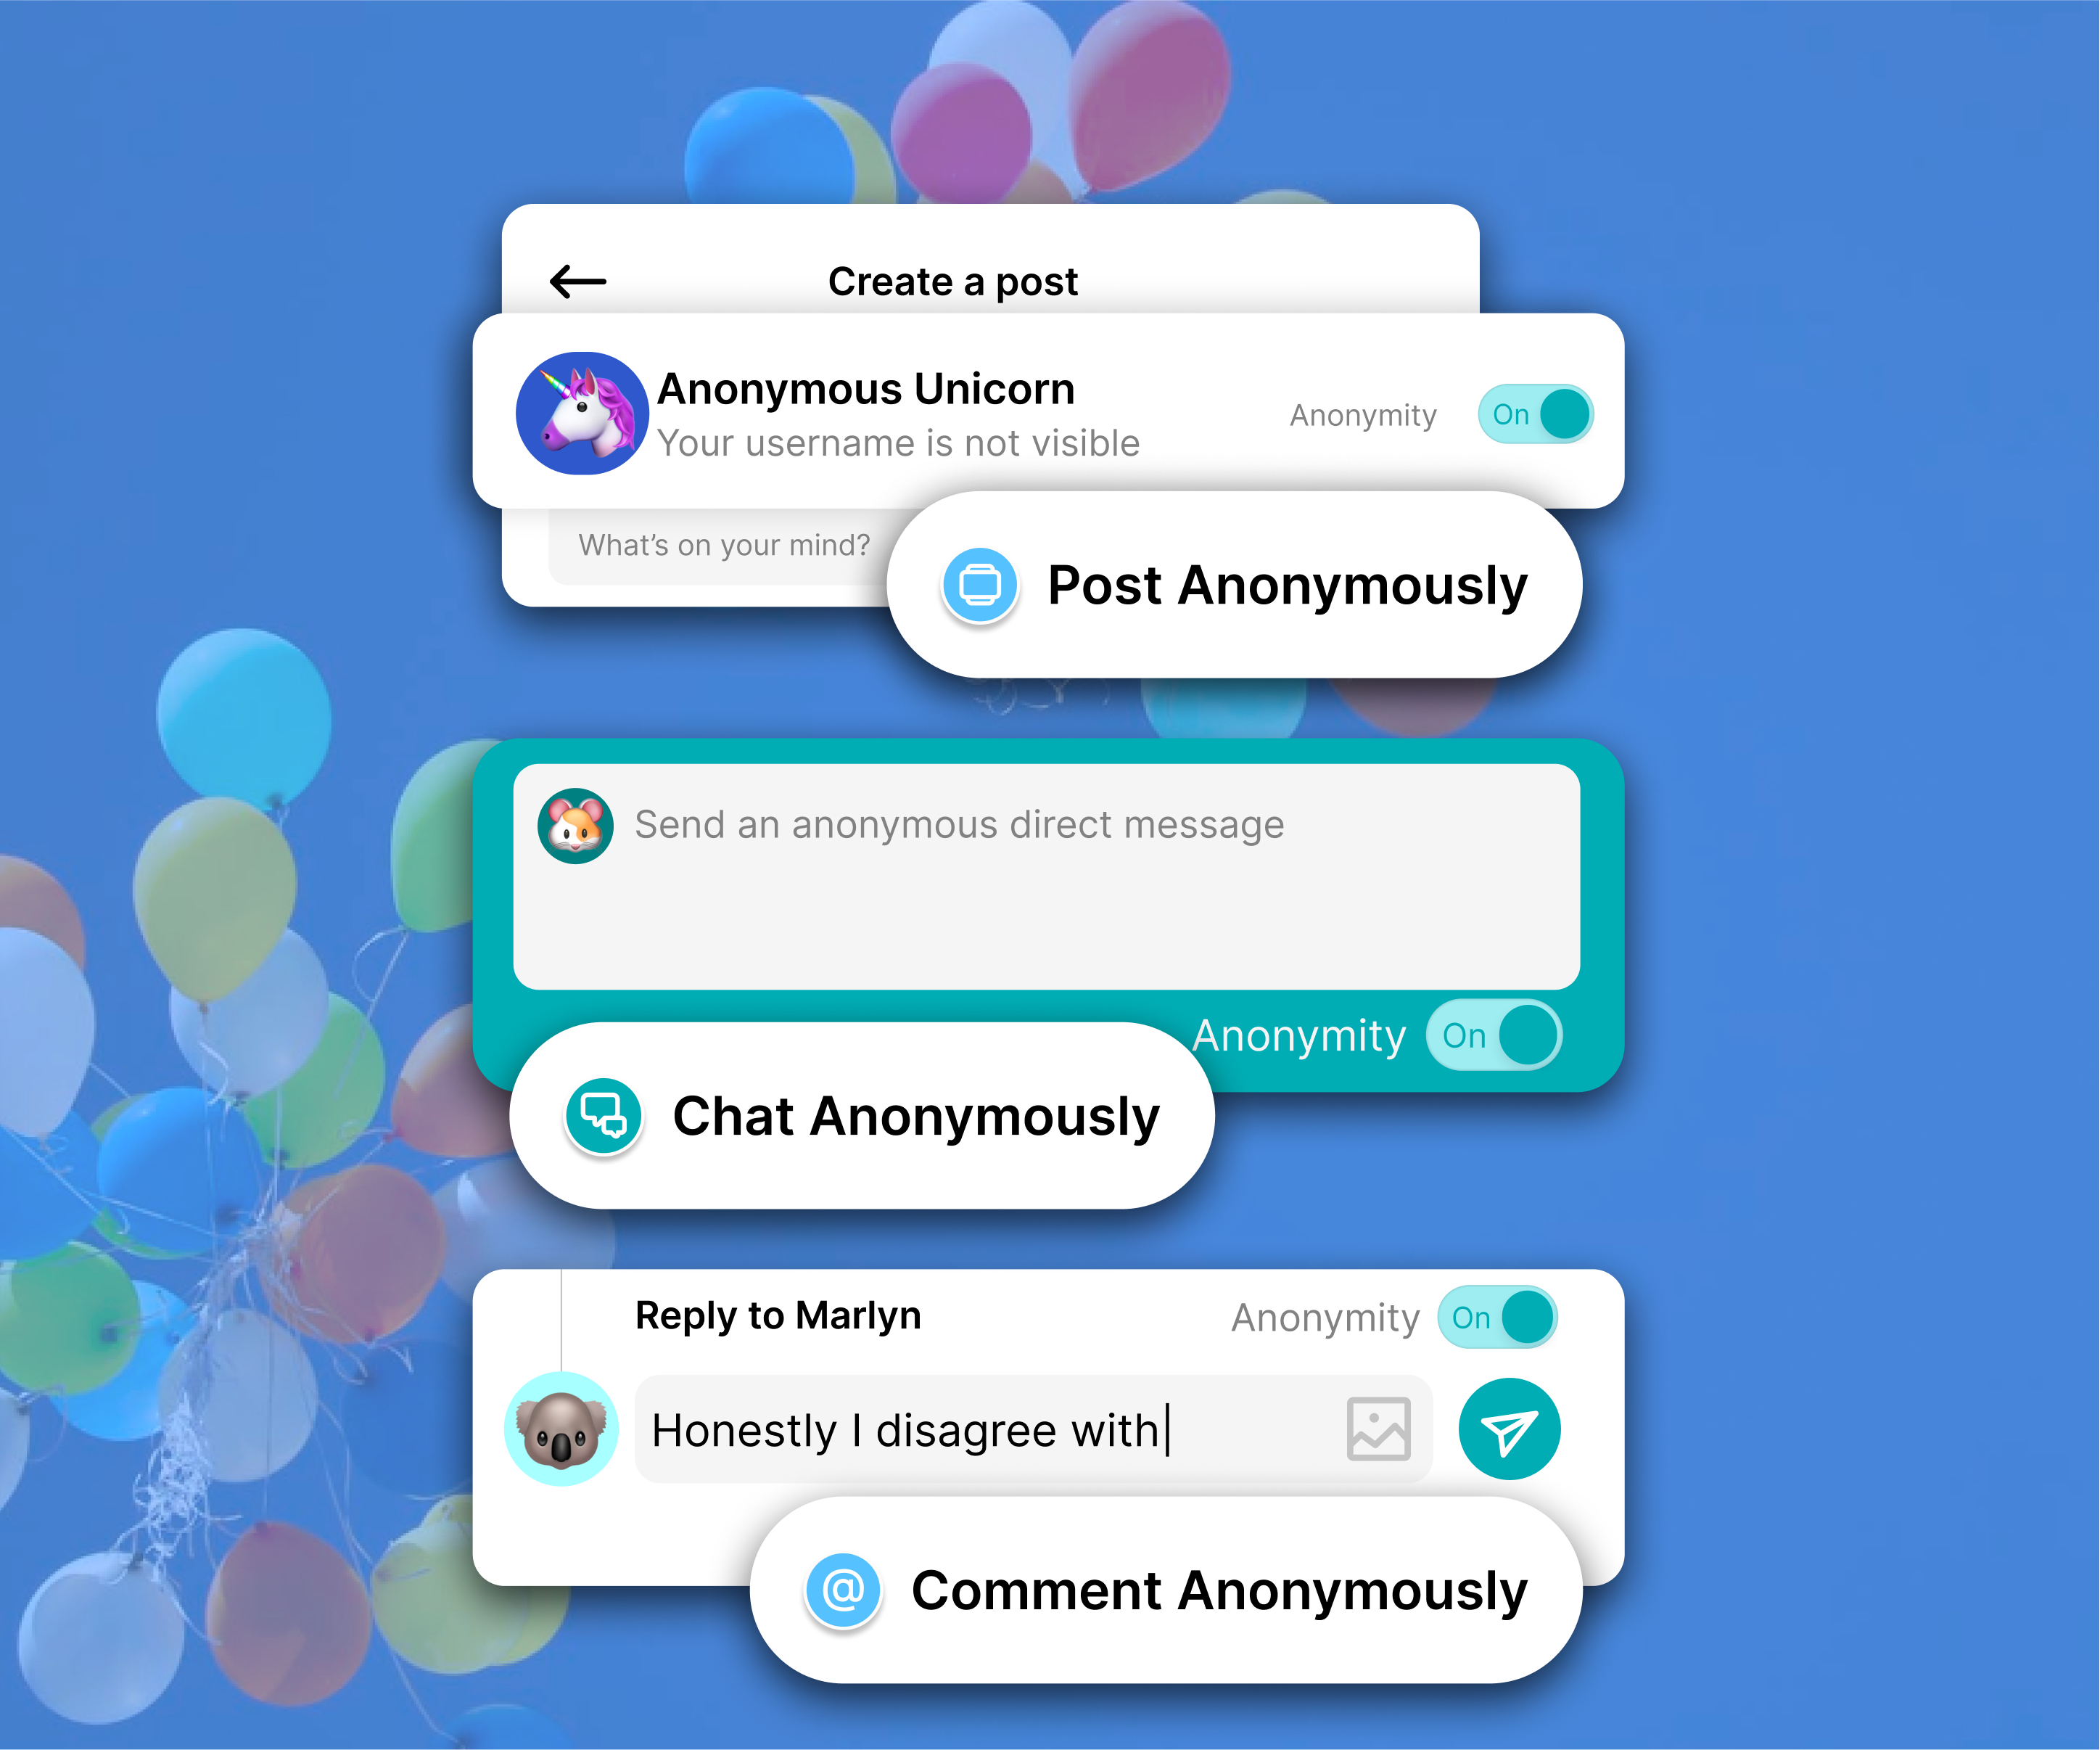 Create a post
Anonymous Unicorn
Your username is not visible
Anonymity
On
What's on your mind?
Post Anonymously
Send an anonymous direct message
Anonymity
On
Chat Anonymously
Reply to Marlyn
Anonymity
On
Honestly I disagree with
@
Comment Anonymously